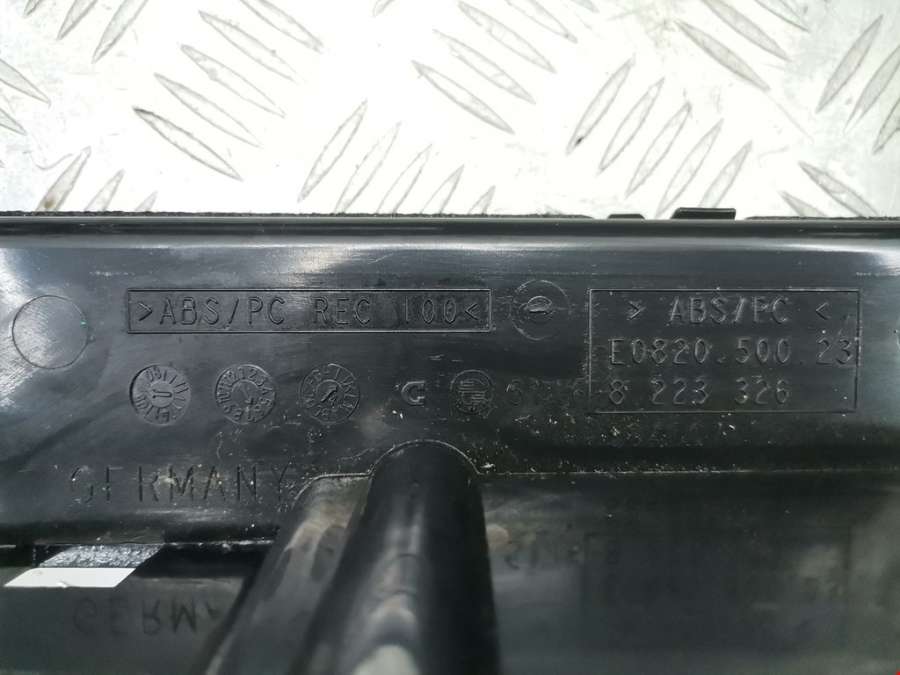 >ABS/PC REC 100<
> ABS/PC <
E0820.500.23
8 223 326
G
GERMANY